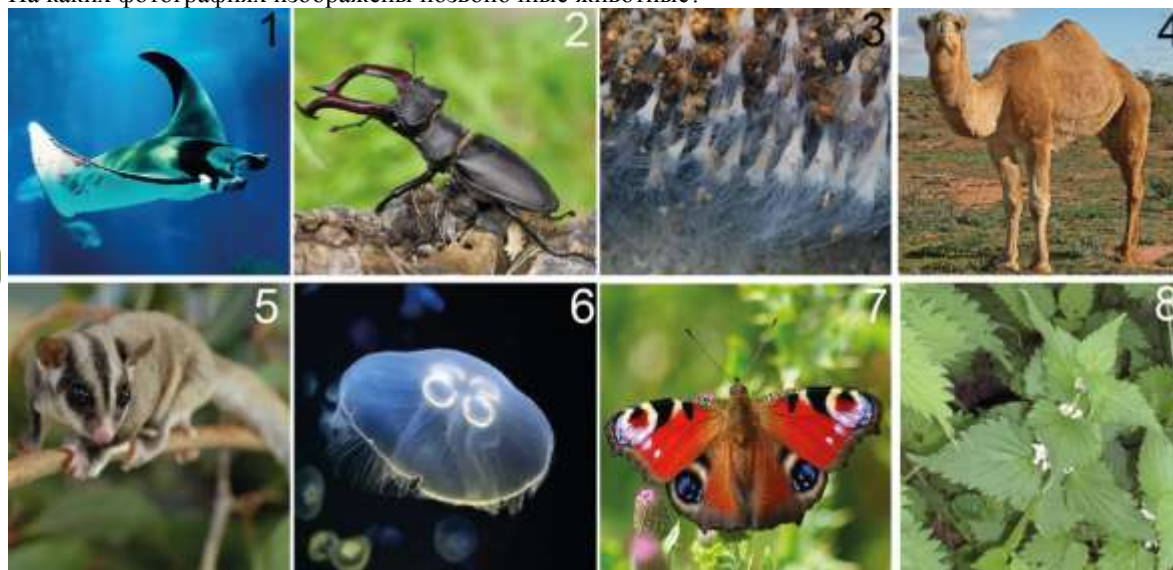 На каких фотографиях изображены позвоночные животные?
1 2 3 4
5 6 7 8